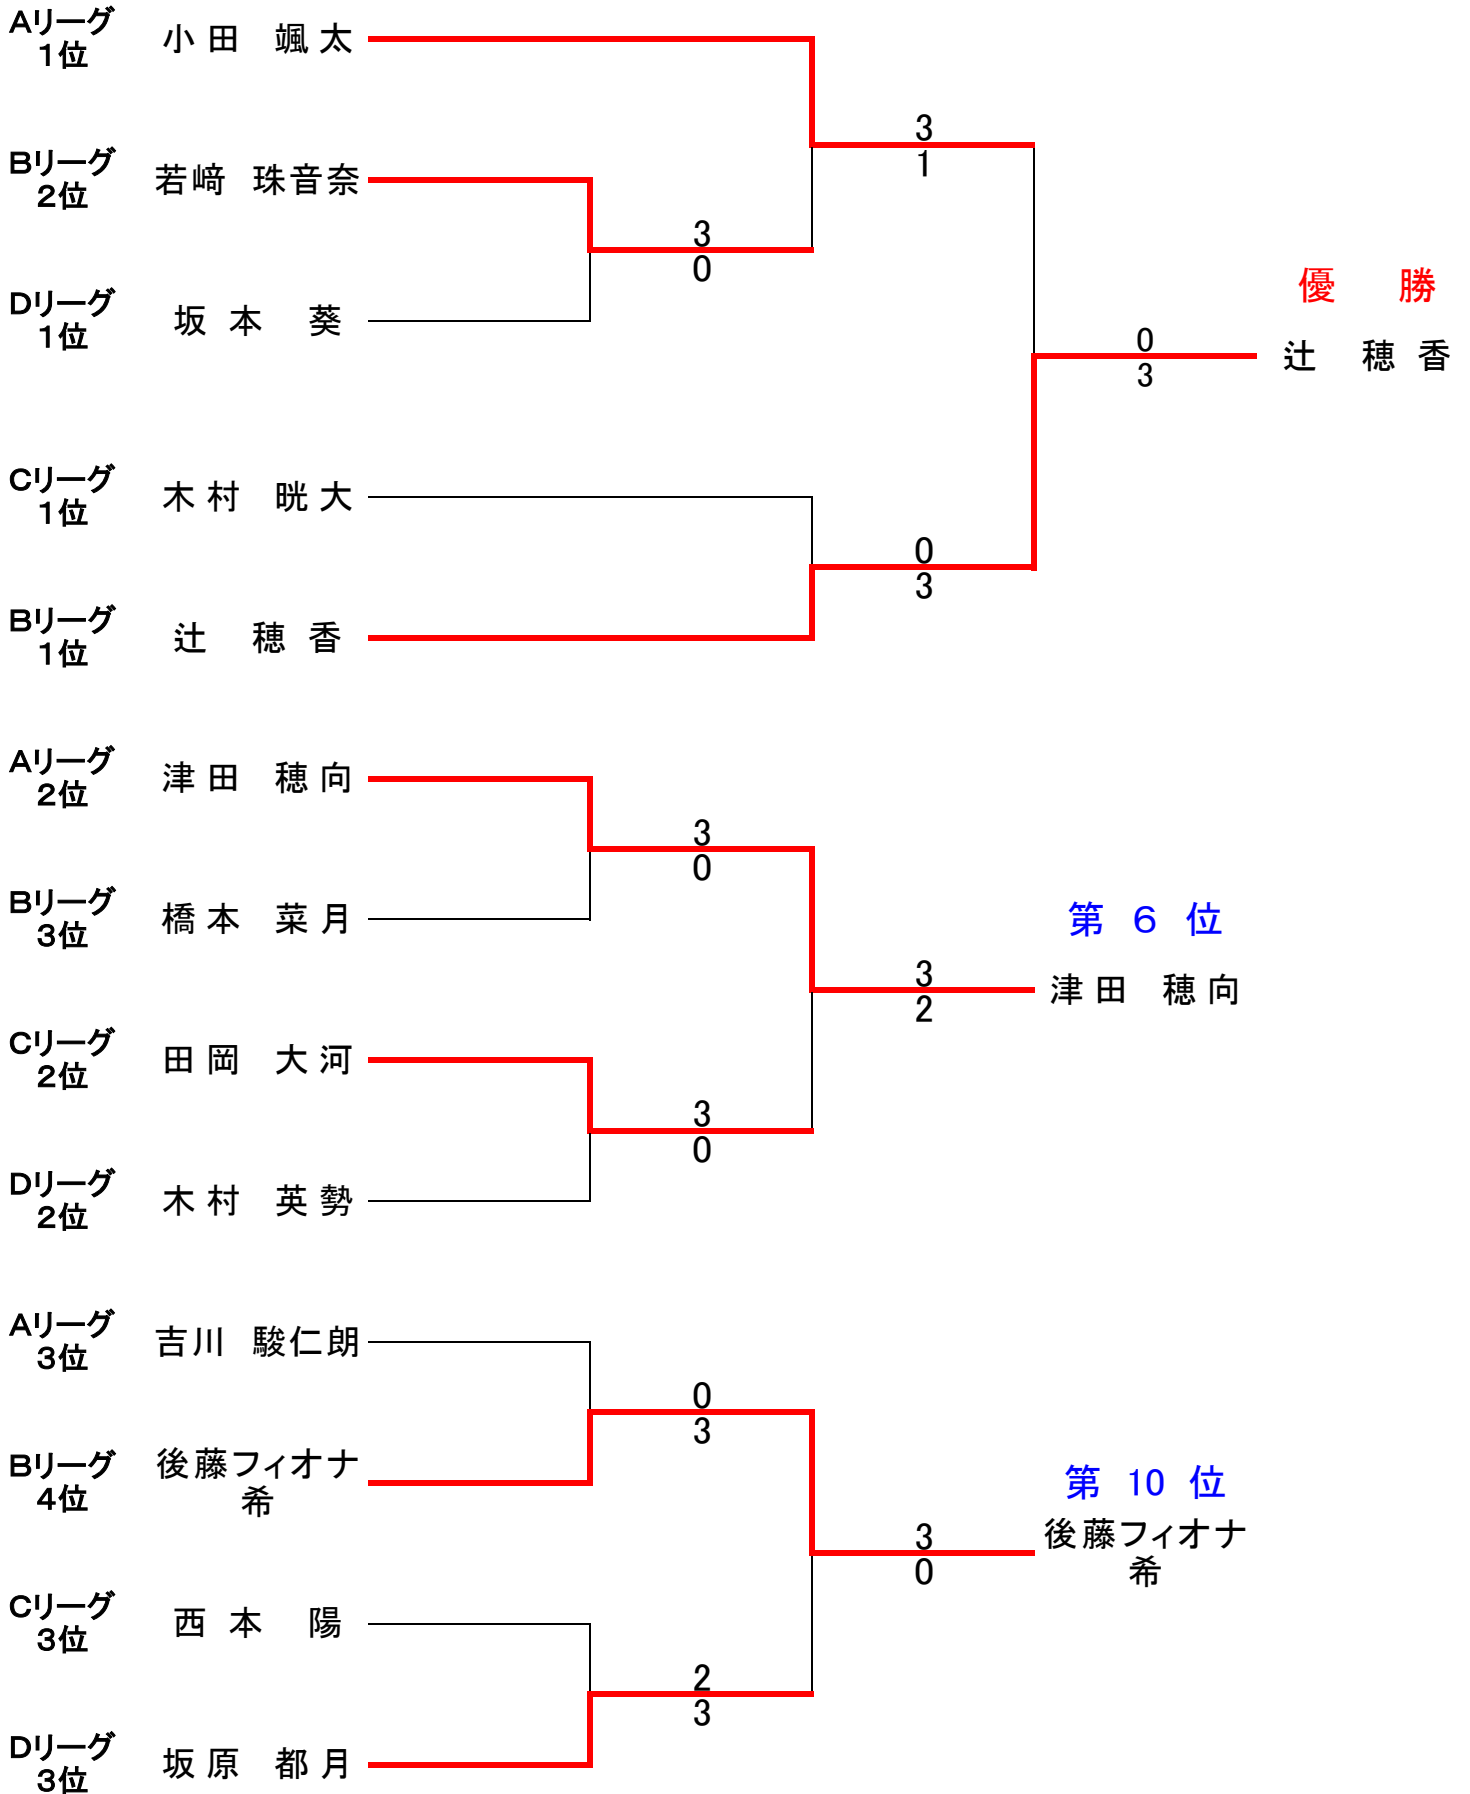 Aリーグ
1位
小田 颯太
3
1
Bリーグ
2位
若﨑 珠音奈
3
0
Dリーグ
1位
坂本 葵
優 勝
辻 穂香
0
3
Cリーグ
1位
木村 晄大
0
3
Bリーグ
1位
辻 穂香
Aリーグ
2位
津田 穂向
3
0
Bリーグ
3位
橋本 菜月
第 6 位
津田 穂向
3
2
Cリーグ
2位
田岡 大河
3
0
Dリーグ
2位
木村 英勢
Aリーグ
3位
吉川 駿仁朗
0
3
Bリーグ
4位
後藤フィオナ
希
第 10 位
後藤フィオナ
希
3
0
Cリーグ
3位
西本 陽
2
3
Dリーグ
3位
坂原 都月